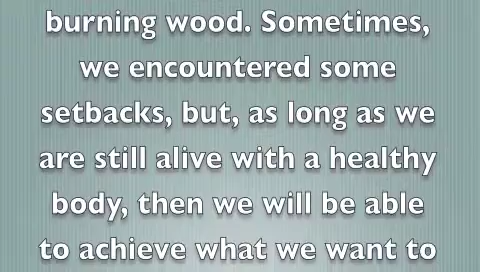 burning wood. Sometimes,
we encountered some
setbacks, but, as long as we
are still alive with a healthy
body, then we will be able
to achieve what we want to